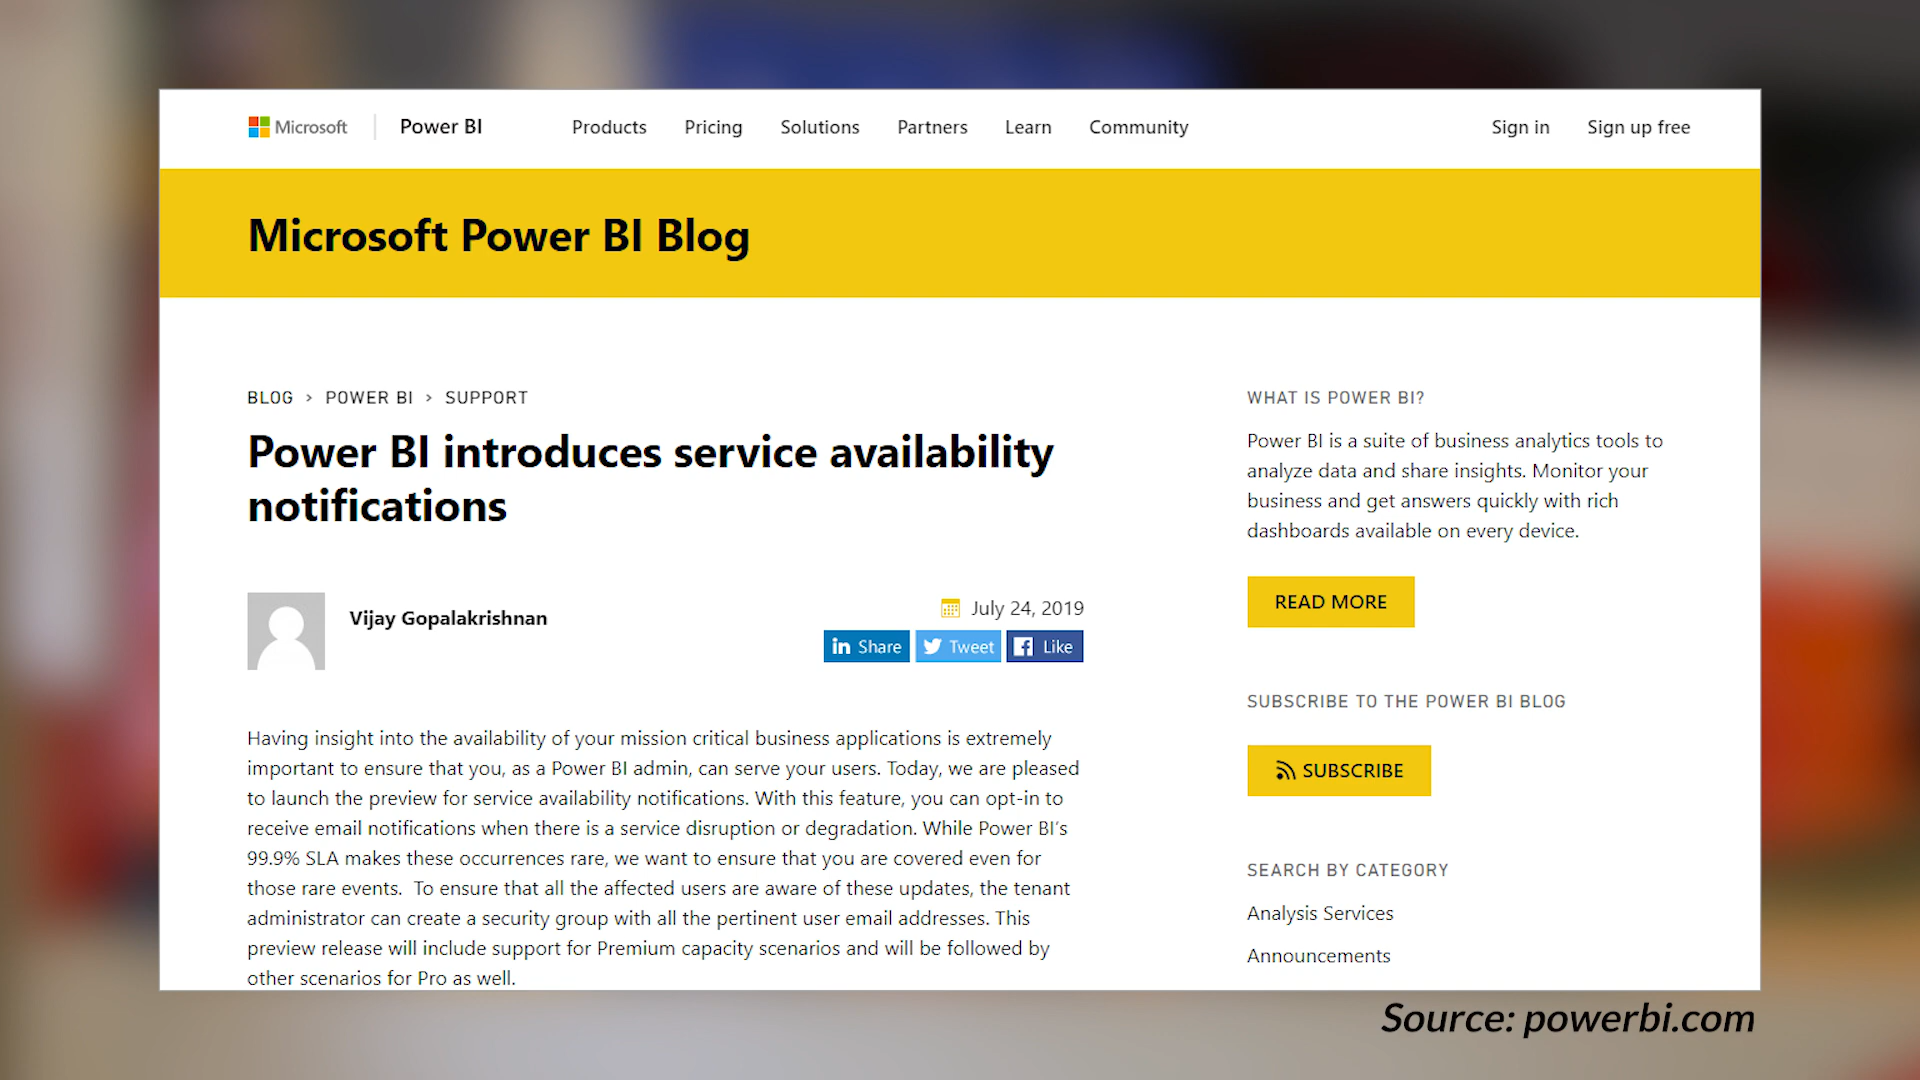 Microsoft Power BI Products Pricing Solutions Partners Learn Community Sign in Sign up free
Microsoft Power BI Blog
BLOG › POWER BI › SUPPORT
Power BI introduces service availability
notifications
Vijay Gopalakrishnan
July 24, 2019
in Share Tweet Like
Having insight into the availability of your mission critical business applications is extremely
important to ensure that you, as a Power BI admin, can serve your users. Today, we are pleased
to launch the preview for service availability notifications. With this feature, you can opt-in to
receive email notifications when there is a service disruption or degradation. While Power BI’s
99.9% SLA makes these occurrences rare, we want to ensure that you are covered even for
those rare events.  To ensure that all the affected users are aware of these updates, the tenant
administrator can create a security group with all the pertinent user email addresses. This
preview release will include support for Premium capacity scenarios and will be followed by
other scenarios for Pro as well.
WHAT IS POWER BI?
Power BI is a suite of business analytics tools to
analyze data and share insights. Monitor your
business and get answers quickly with rich
dashboards available on every device.
READ MORE
SUBSCRIBE TO THE POWER BI BLOG
SUBSCRIBE
SEARCH BY CATEGORY
Analysis Services
Announcements
Source: powerbi.com